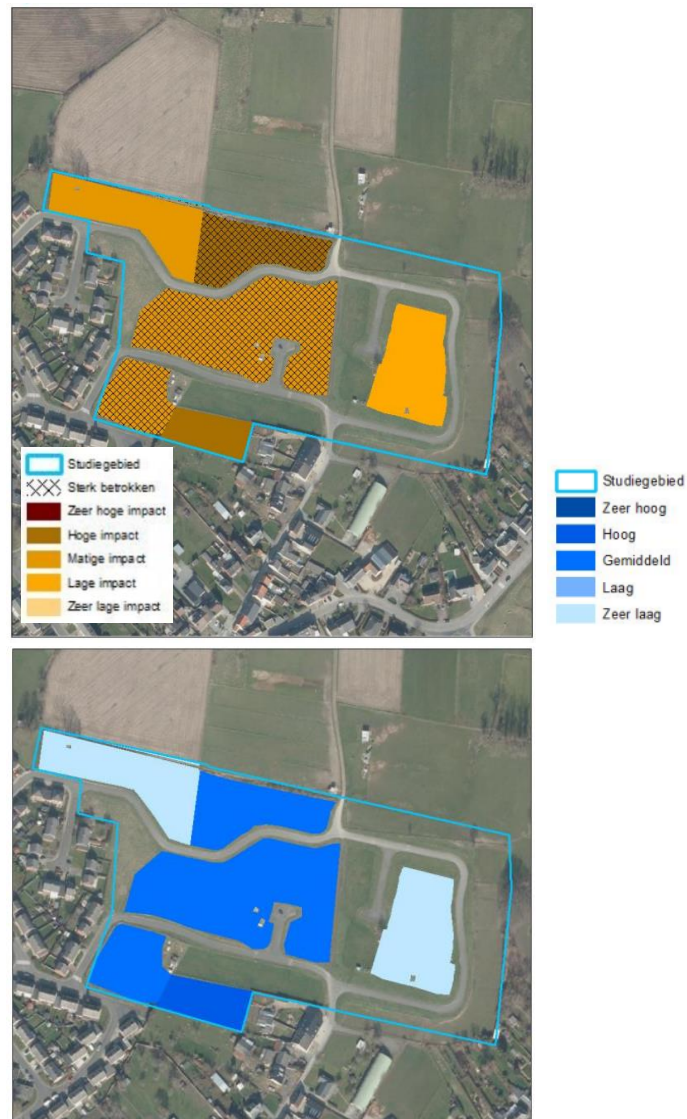 Studiegebied
Sterk betrokken
Zeer hoge impact
Hoge impact
Matige impact
Lage impact
Zeer lage impact
Studiegebied
Zeer hoog
Hoog
Gemiddeld
Laag
Zeer laag